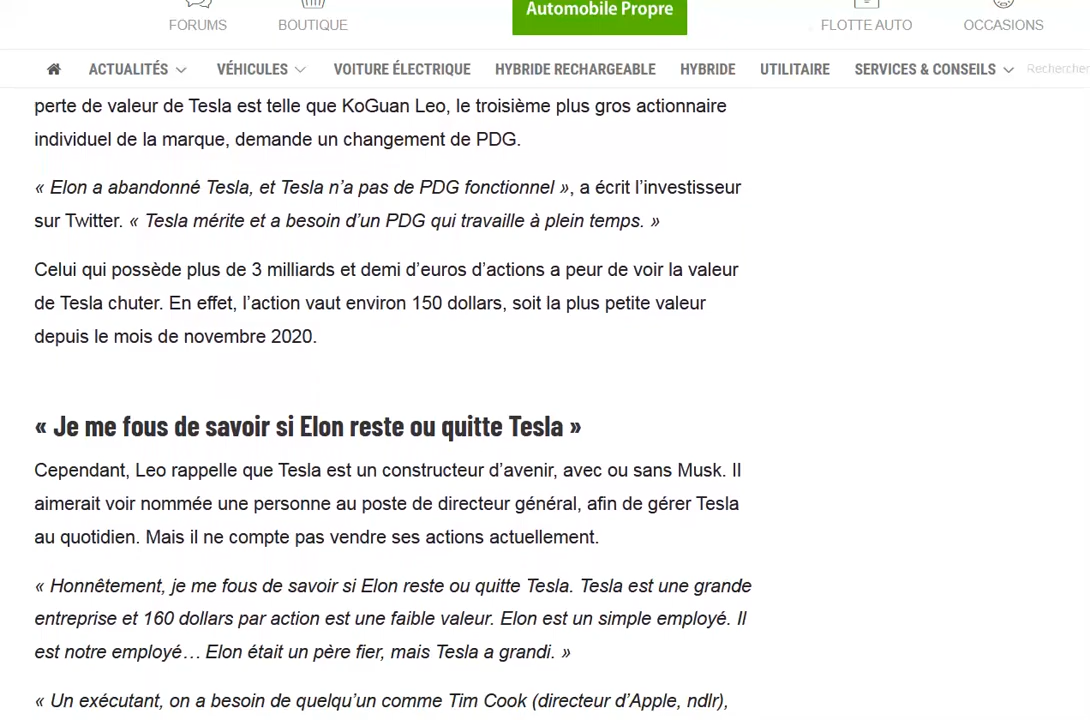 Automobile Propre
FORUMS BOUTIQUE FLOTTE AUTO OCCASIONS
ACTUALITÉS VÉHICULES VOITURE ÉLECTRIQUE HYBRIDE RECHARGEABLE HYBRIDE UTILITAIRE SERVICES & CONSEILS Rechercher
perte de valeur de Tesla est telle que KoGuan Leo, le troisième plus gros actionnaire
individuel de la marque, demande un changement de PDG.
« Elon a abandonné Tesla, et Tesla n’a pas de PDG fonctionnel », a écrit l’investisseur
sur Twitter. « Tesla mérite et a besoin d’un PDG qui travaille à plein temps. »
Celui qui possède plus de 3 milliards et demi d’euros d’actions a peur de voir la valeur
de Tesla chuter. En effet, l’action vaut environ 150 dollars, soit la plus petite valeur
depuis le mois de novembre 2020.
« Je me fous de savoir si Elon reste ou quitte Tesla »
Cependant, Leo rappelle que Tesla est un constructeur d’avenir, avec ou sans Musk. Il
aimerait voir nommée une personne au poste de directeur général, afin de gérer Tesla
au quotidien. Mais il ne compte pas vendre ses actions actuellement.
« Honnêtement, je me fous de savoir si Elon reste ou quitte Tesla. Tesla est une grande
entreprise et 160 dollars par action est une faible valeur. Elon est un simple employé. Il
est notre employé… Elon était un père fier, mais Tesla a grandi. »
« Un exécutant, on a besoin de quelqu’un comme Tim Cook (directeur d’Apple, ndlr),